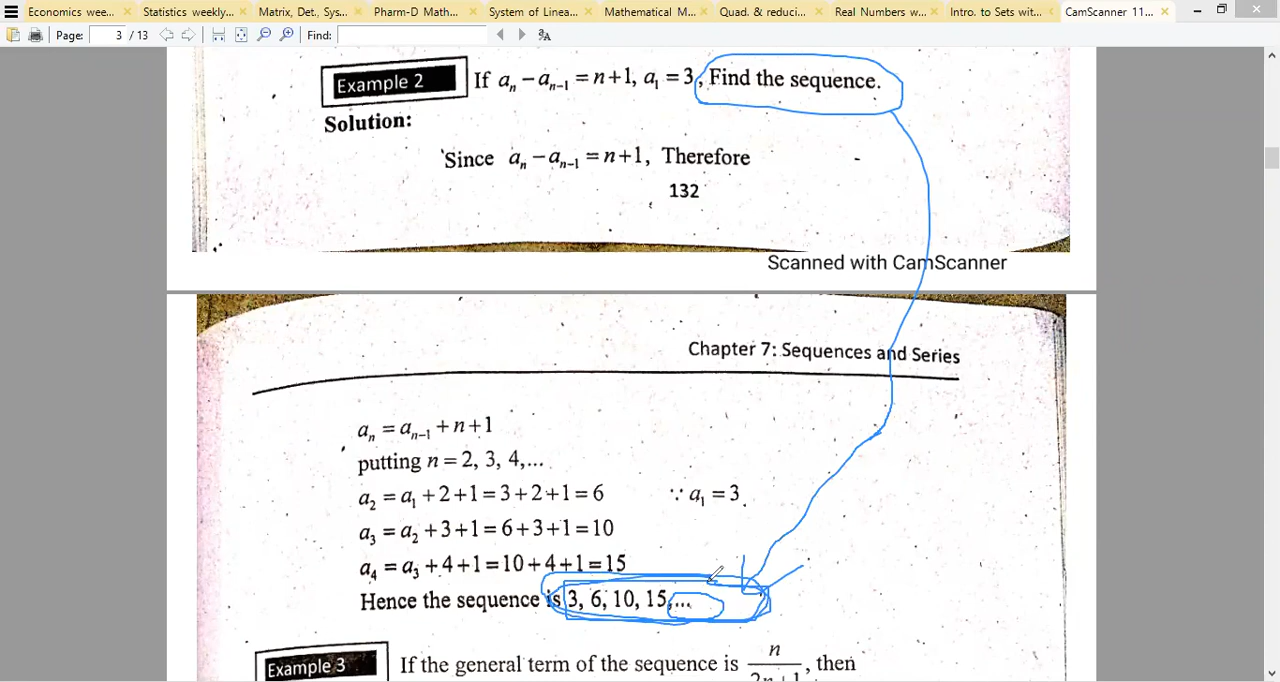 Economics wee...
Statistics weekly...
Matrix, Det., Sys...
Pharm-D Math...
System of Linea...
Mathematical M...
Quad. & reduci...
Real Numbers w...
Intro. to Sets wit...
CamScanner 11...
Page: 3 / 13 Find:
Example 2 If aₙ − aₙ₋₁ = n+1, a₁ = 3, Find the sequence.
Solution:
Since aₙ − aₙ₋₁ = n+1, Therefore
132
Scanned with CamScanner
Chapter 7: Sequences and Series
aₙ = aₙ₋₁ + n+1
putting n = 2, 3, 4,...
a₂ = a₁ + 2+1 = 3+2+1 = 6 ∵ a₁ = 3
a₃ = a₂ + 3+1 = 6+3+1 = 10
a₄ = a₃ + 4+1 = 10+4+1 = 15
Hence the sequence is 3, 6, 10, 15,...
Example 3 If the general term of the sequence is n/(2n+1), then